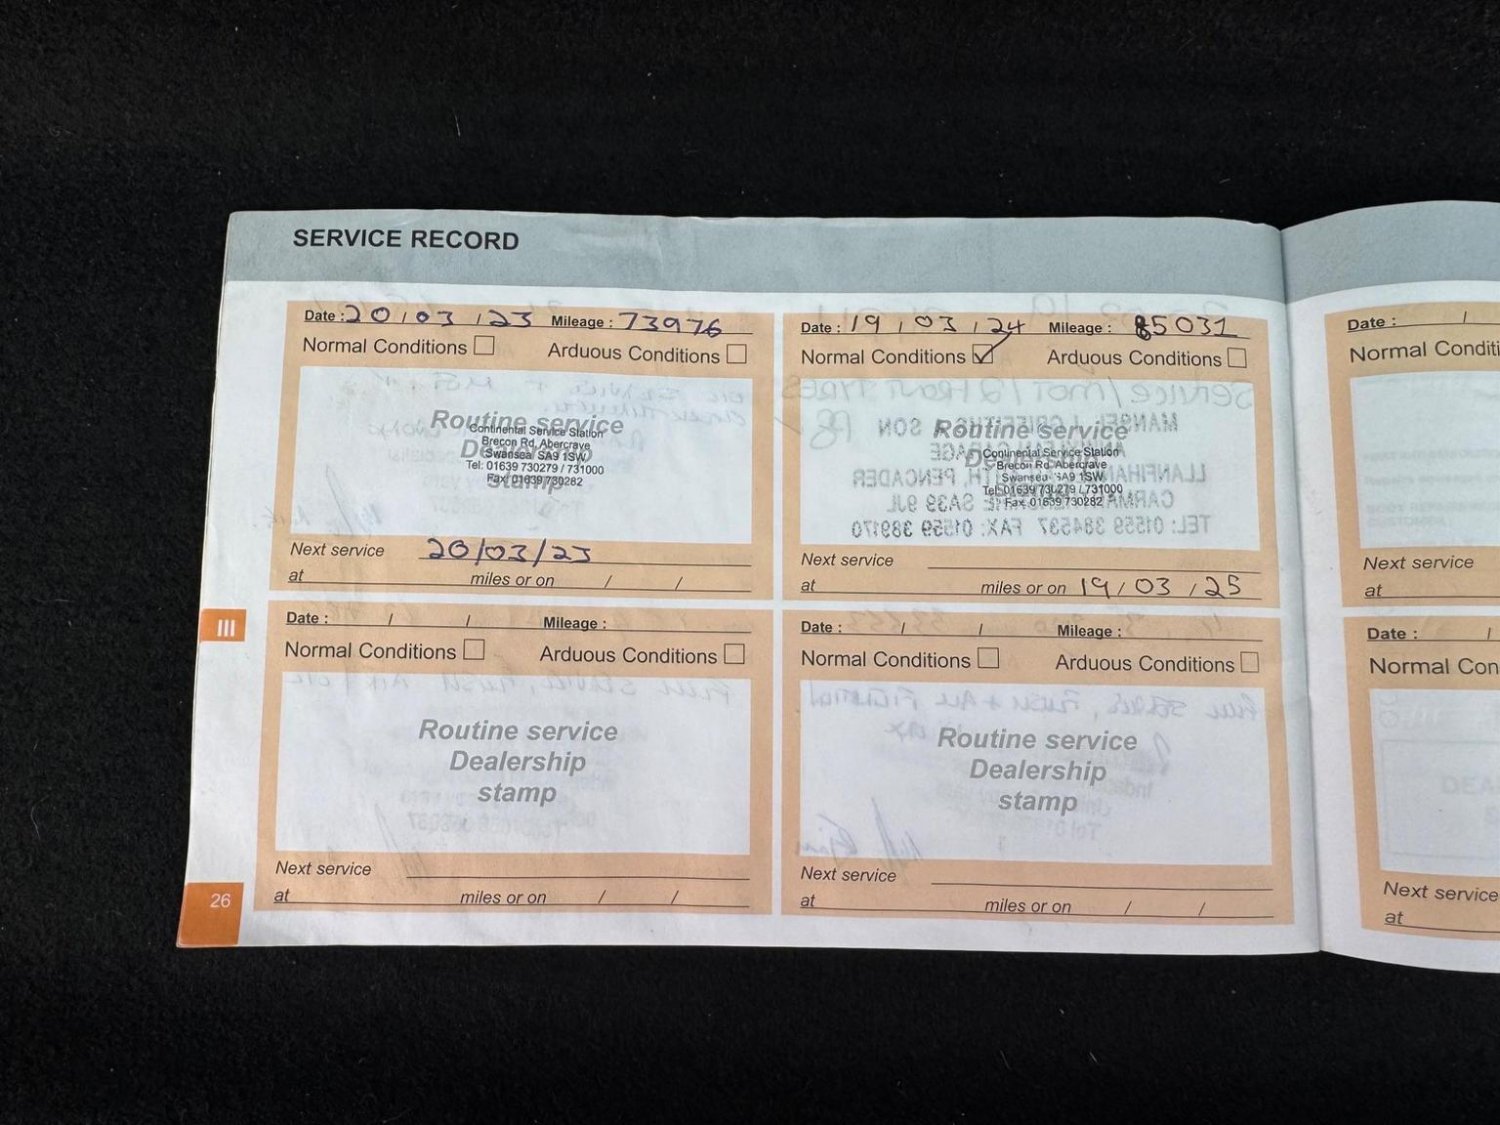 SERVICE RECORD
Date : 20 / 03 / 23 Mileage : 73976
Normal Conditions Arduous Conditions
Routine service
Dealership
stamp
Continental Service Station
Brecon Rd, Abercrave
Swansea SA9 1SW
Tel: 01639 730279 / 731000
Fax: 01639 730282
Next service 20/03/23
at miles or on / /
Date : 19 / 03 / 24 Mileage : 85031
Normal Conditions Arduous Conditions
Routine service
Dealership
Continental Service Station
Brecon Rd, Abercrave
Swansea SA9 1SW
Tel: 01639 730279 / 731000
Fax: 01639 730282
Next service
at miles or on 19 / 03 / 25
Date : / / Mileage :
Normal Conditions Arduous Conditions
Routine service
Dealership
stamp
Next service
at miles or on / /
Date : / / Mileage :
Normal Conditions Arduous Conditions
Routine service
Dealership
stamp
Next service
at miles or on / /
III
26
Date : /
Normal Conditi
Next service
at
Date : /
Normal Con
Next service
at